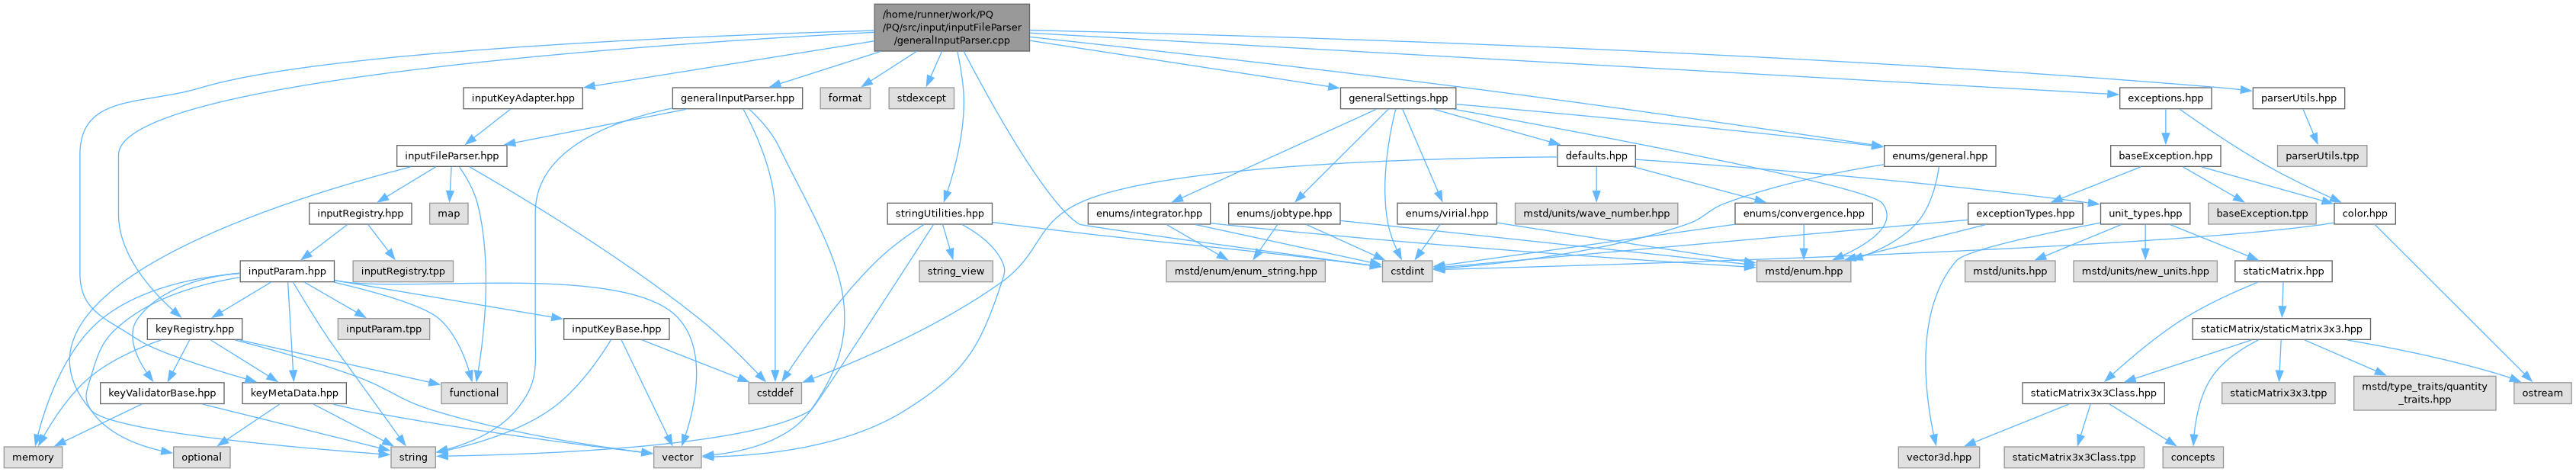 /home/runner/work/PQ
/PQ/src/input/inputFileParser
/generalInputParser.cpp
inputKeyAdapter.hpp
generalInputParser.hpp
format
stdexcept
generalSettings.hpp
exceptions.hpp
parserUtils.hpp
inputFileParser.hpp
defaults.hpp
enums/general.hpp
baseException.hpp
parserUtils.tpp
inputRegistry.hpp
map
stringUtilities.hpp
enums/integrator.hpp
enums/jobtype.hpp
enums/virial.hpp
mstd/units/wave_number.hpp
enums/convergence.hpp
exceptionTypes.hpp
unit_types.hpp
baseException.tpp
color.hpp
inputParam.hpp
inputRegistry.tpp
string_view
mstd/enum/enum_string.hpp
cstdint
mstd/enum.hpp
mstd/units.hpp
mstd/units/new_units.hpp
staticMatrix.hpp
keyRegistry.hpp
inputParam.tpp
inputKeyBase.hpp
staticMatrix/staticMatrix3x3.hpp
keyValidatorBase.hpp
keyMetaData.hpp
functional
cstddef
staticMatrix3x3Class.hpp
staticMatrix3x3.tpp
mstd/type_traits/quantity
_traits.hpp
ostream
memory
optional
string
vector
vector3d.hpp
staticMatrix3x3Class.tpp
concepts